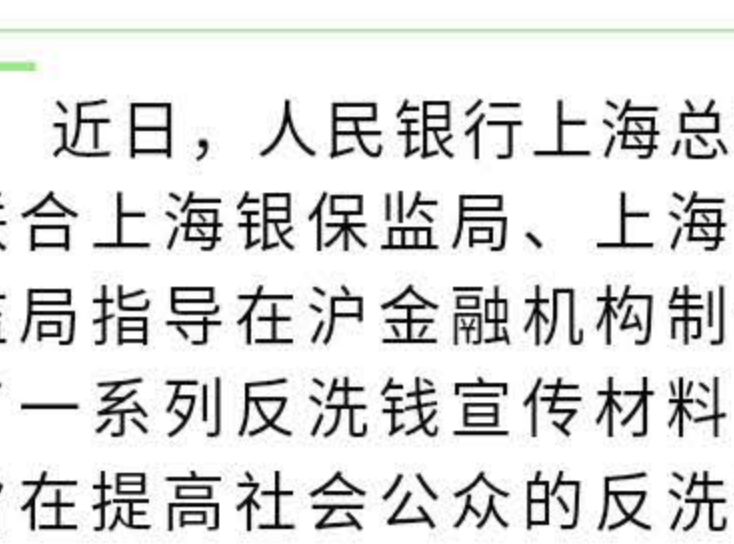 近日，人民银行上海总
合上海银保监局、上海
局指导在沪金融机构制
一系列反洗钱宣传材料
在提高社会公众的反洗